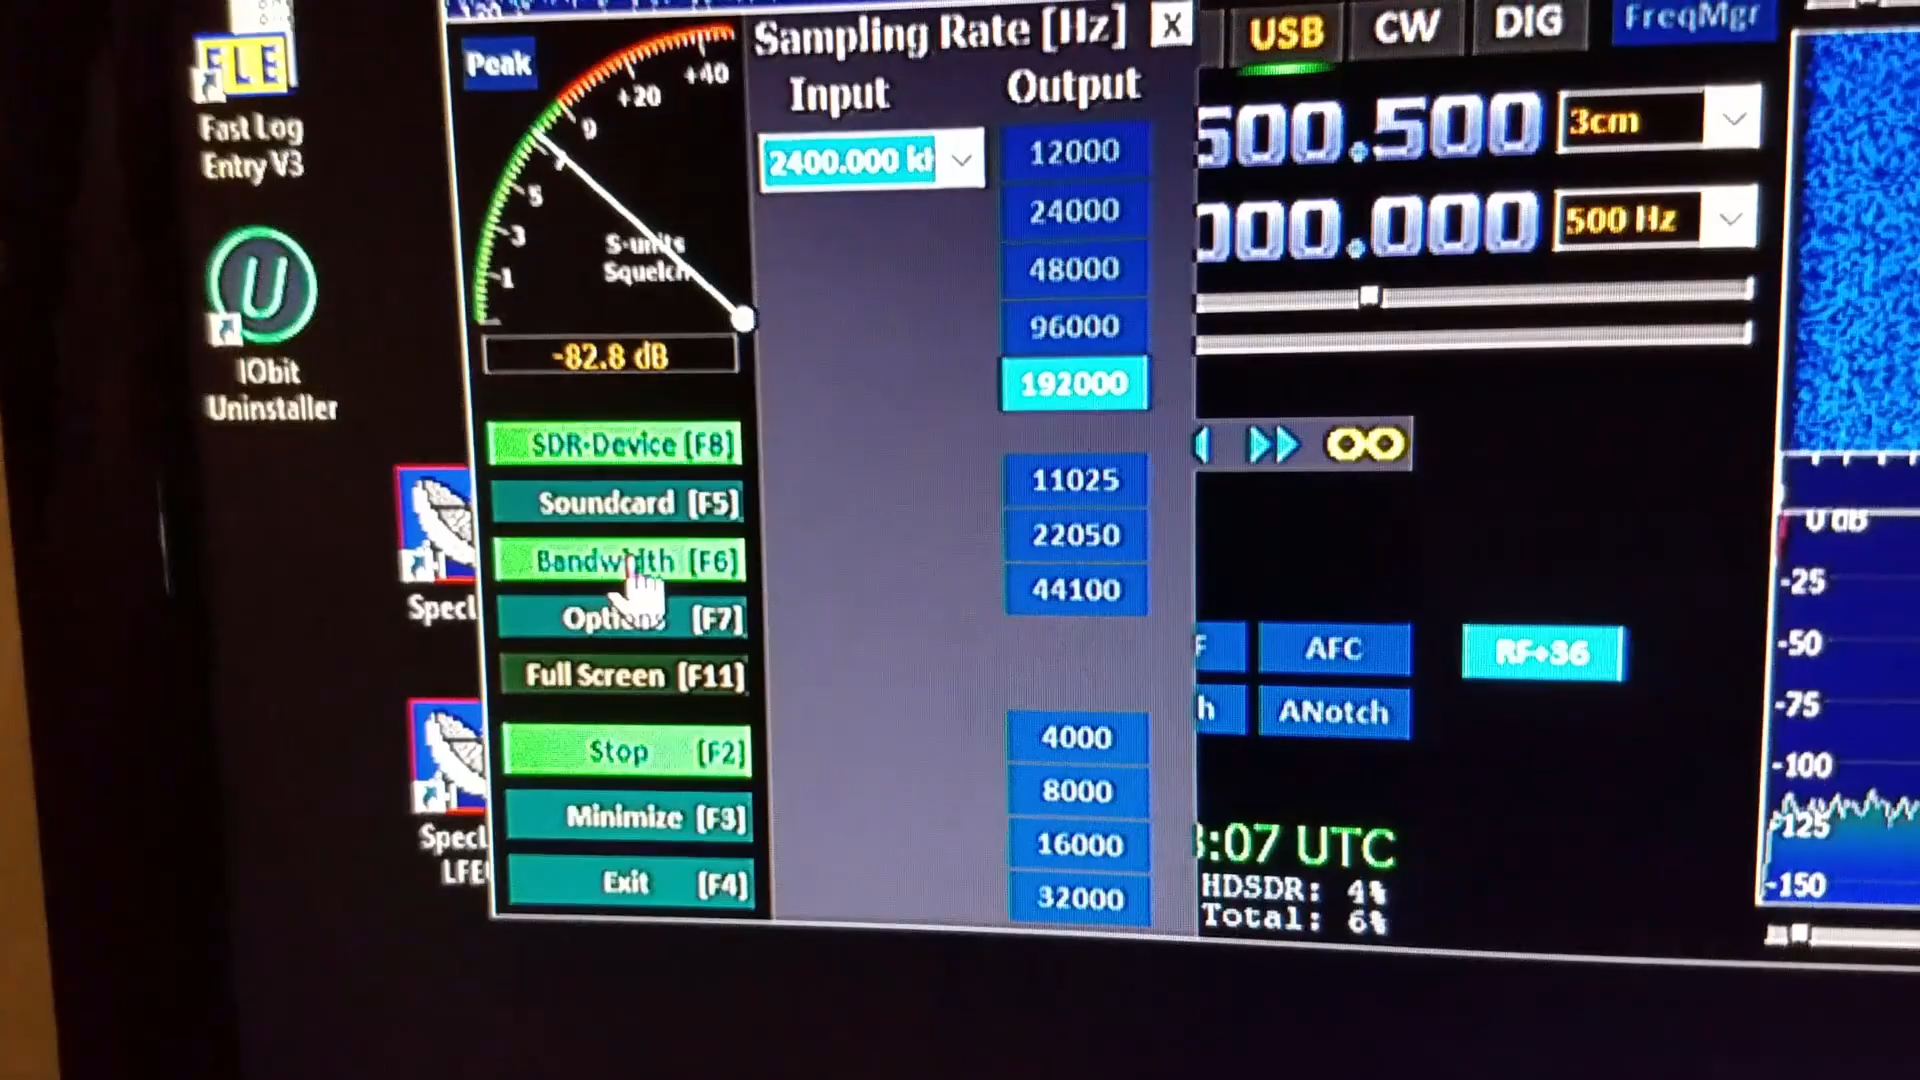 Fast Log
Entry V3
IObit
Uninstaller
Peak
1
3
5
7
9
+20
+40
S-units
Squelch
-82.8 dB
SDR-Device [F8]
Soundcard [F5]
Bandwidth [F6]
Options [F7]
Full Screen [F11]
Stop [F2]
Minimize [F3]
Exit [F4]
Sampling Rate [Hz]
X
Input
Output
2400.000 kH
12000
24000
48000
96000
192000
11025
22050
44100
4000
8000
16000
32000
USB
CW
DIG
FreqMgr
500.500
3cm
000.000
500 Hz
AFC
RF+36
h
ANotch
:07 UTC
HDSDR: 4%
Total: 6%
0 dB
-25
-50
-75
-100
-125
-150